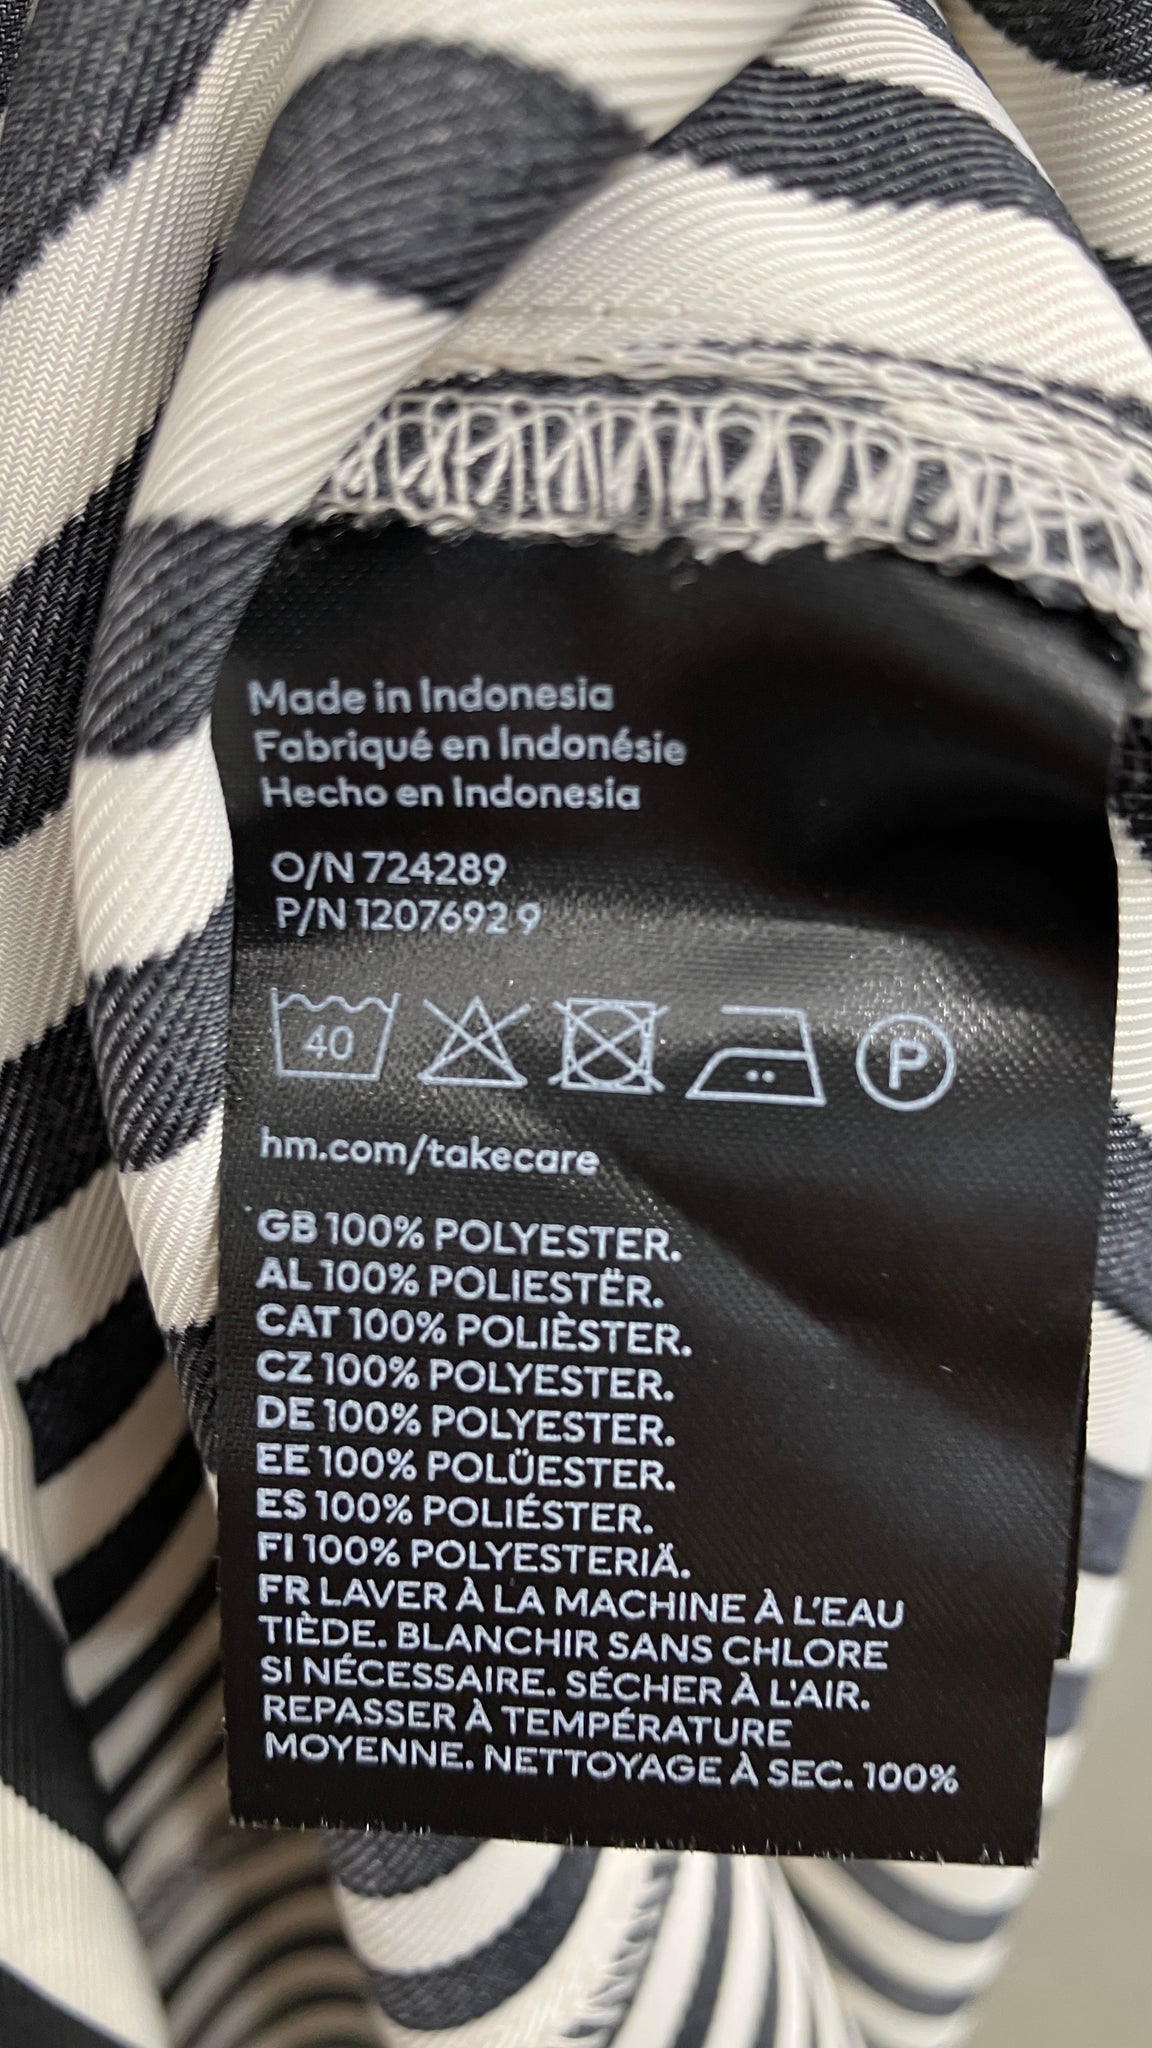 Made in Indonesia
Fabriqué en Indonésie
Hecho en Indonesia
O/N 724289
P/N 12076929
40
P
hm.com/takecare
GB 100% POLYESTER.
AL 100% POLIESTËR.
CAT 100% POLIÈSTER.
CZ 100% POLYESTER.
DE 100% POLYESTER.
EE 100% POLÜESTER.
ES 100% POLIÉSTER.
FI 100% POLYESTERIÄ.
FR LAVER À LA MACHINE À L'EAU
TIÈDE. BLANCHIR SANS CHLORE
SI NÉCESSAIRE. SÉCHER À L'AIR.
REPASSER À TEMPÉRATURE
MOYENNE. NETTOYAGE À SEC. 100%